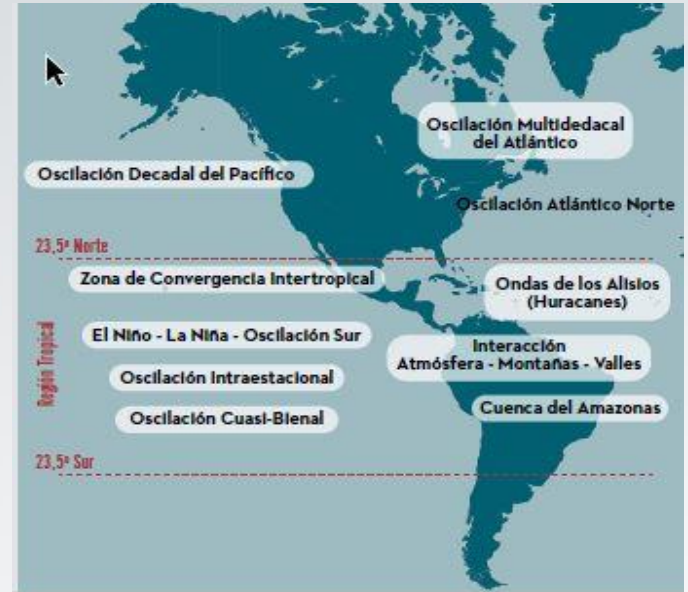 Oscilación Multidedacal
del Atlántico
Oscilación Decadal del Pacífico
Oscilación Atlántico Norte
23,5º Norte
Zona de Convergencia Intertropical
Ondas de los Alisios
(Huracanes)
Región Tropical
El Niño - La Niña - Oscilación Sur
Interacción
Atmósfera - Montañas - Valles
Oscilación Intraestacional
Cuenca del Amazonas
Oscilación Cuasi-Bienal
23,5º Sur